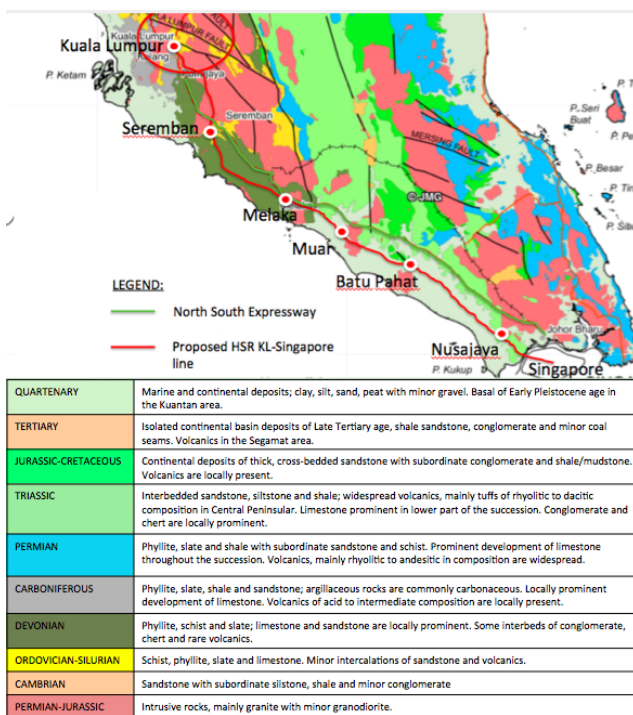 KUALA LUMPUR FAULT
FAULT
Kuala Lumpur
Kuala Lumpur
P. Ketam
Seremban
Seremban
MERSING FAULT
P. Seri
Buat
P. Besar
© JMG
Melaka
Muar
Batu Pahat
LEGEND:
North South Expressway
Proposed HSR KL-Singapore
line
Johor Bharu
Nusajaya
P. Kukup
Singapore
QUARTENARY
Marine and continental deposits; clay, silt, sand, peat with minor gravel. Basal of Early Pleistocene age in
the Kuantan area.
TERTIARY
Isolated continental basin deposits of Late Tertiary age, shale sandstone, conglomerate and minor coal
seams. Volcanics in the Segamat area.
JURASSIC-CRETACEOUS
Continental deposits of thick, cross-bedded sandstone with subordinate conglomerate and shale/mudstone.
Volcanics are locally present.
TRIASSIC
Interbedded sandstone, siltstone and shale; widespread volcanics, mainly tuffs of rhyolitic to dacitic
composition in Central Peninsular. Limestone prominent in lower part of the succession. Conglomerate and
chert are locally prominent.
PERMIAN
Phyllite, slate and shale with subordinate sandstone and schist. Prominent development of limestone
throughout the succession. Volcanics, mainly rhyolitic to andesitic in composition are widespread.
CARBONIFEROUS
Phyllite, slate, shale and sandstone; argillaceous rocks are commonly carbonaceous. Locally prominent
development of limestone. Volcanics of acid to intermediate composition are locally present.
DEVONIAN
Phyllite, schist and slate; limestone and sandstone are locally prominent. Some interbeds of conglomerate,
chert and rare volcanics.
ORDOVICIAN-SILURIAN
Schist, phyllite, slate and limestone. Minor intercalations of sandstone and volcanics.
CAMBRIAN
Sandstone with subordinate silstone, shale and minor conglomerate
PERMIAN-JURASSIC
Intrusive rocks, mainly granite with minor granodiorite.